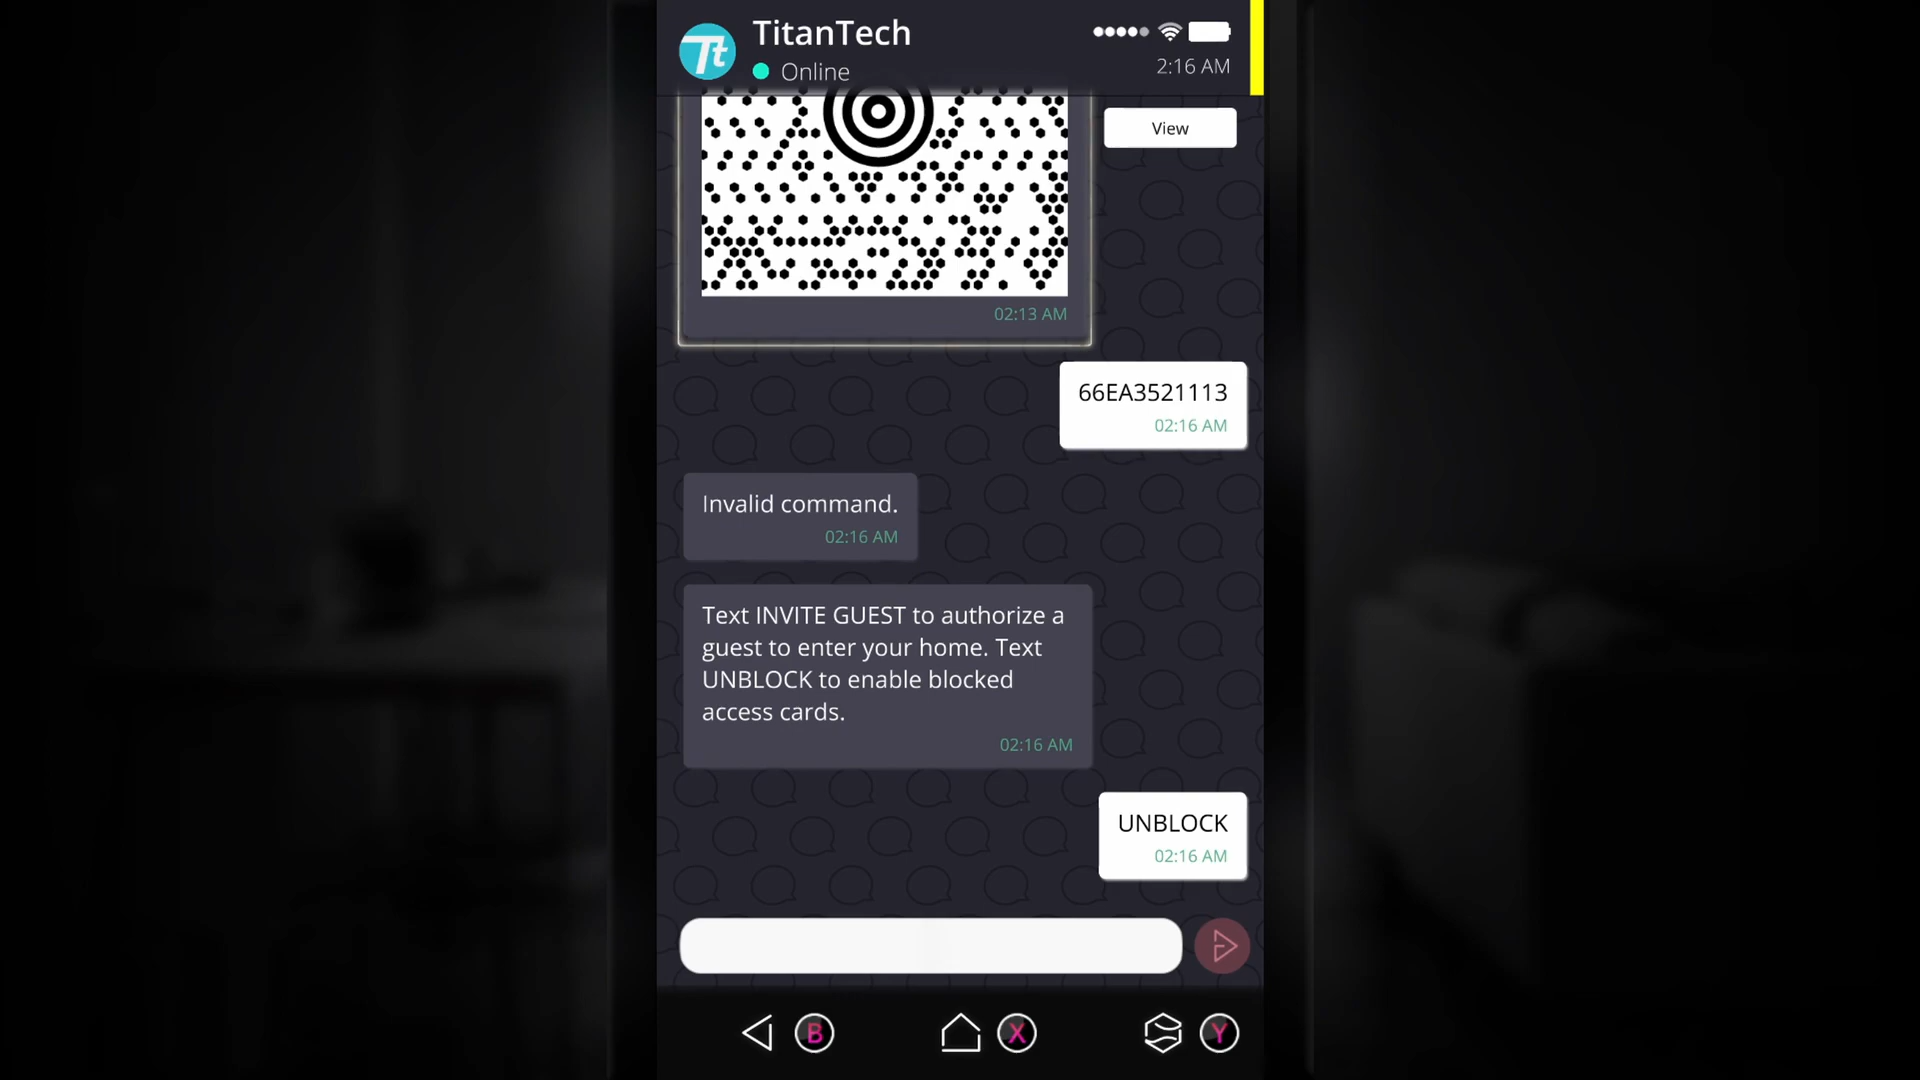 Tt
TitanTech
Online
2:16 AM
View
02:13 AM
66EA3521113
02:16 AM
Invalid command.
02:16 AM
Text INVITE GUEST to authorize a
guest to enter your home. Text
UNBLOCK to enable blocked
access cards.
02:16 AM
UNBLOCK
02:16 AM
B
X
Y